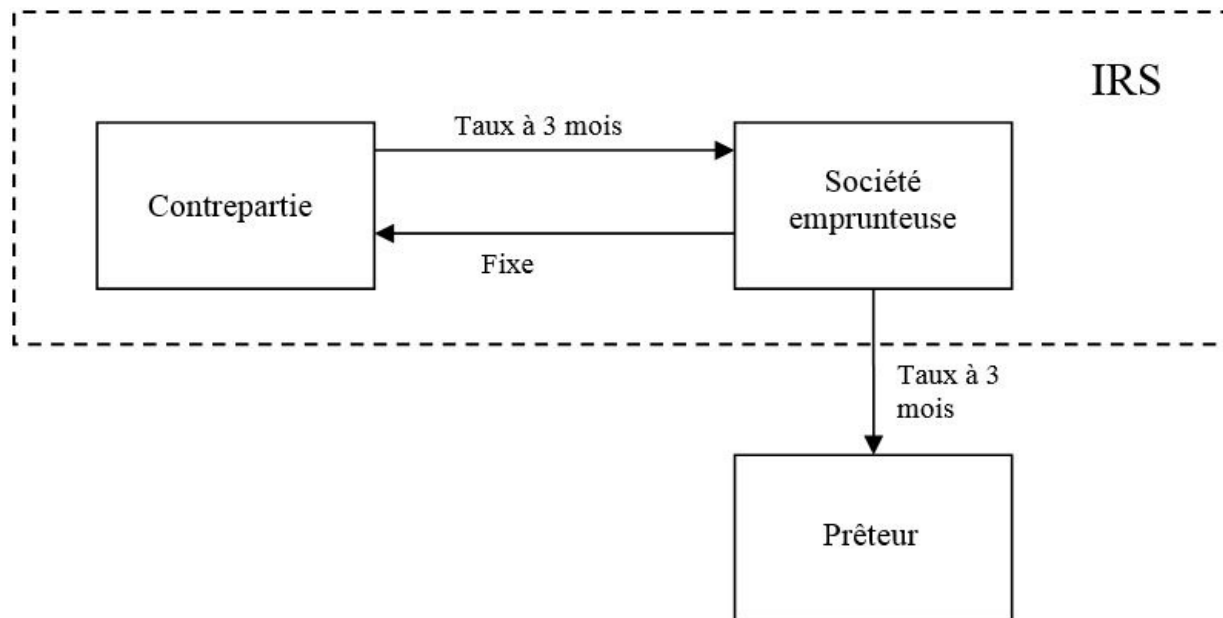 IRS
Taux à 3 mois
Contrepartie
Société
emprunteuse
Fixe
Taux à 3
mois
Prêteur